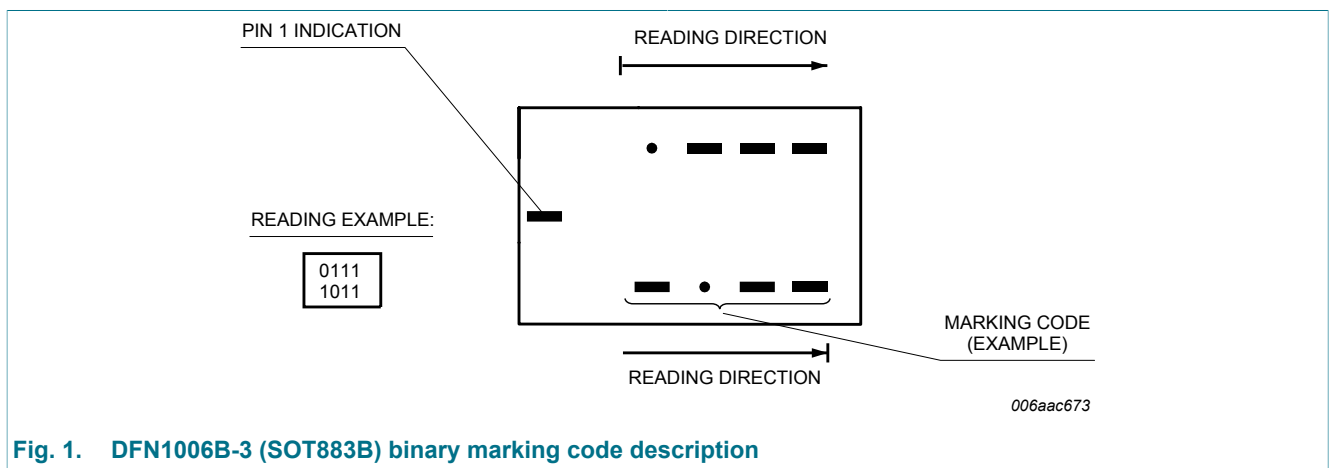 PIN 1 INDICATION
READING DIRECTION
READING EXAMPLE:
0111
1011
MARKING CODE
(EXAMPLE)
READING DIRECTION
006aac673
Fig. 1. DFN1006B-3 (SOT883B) binary marking code description